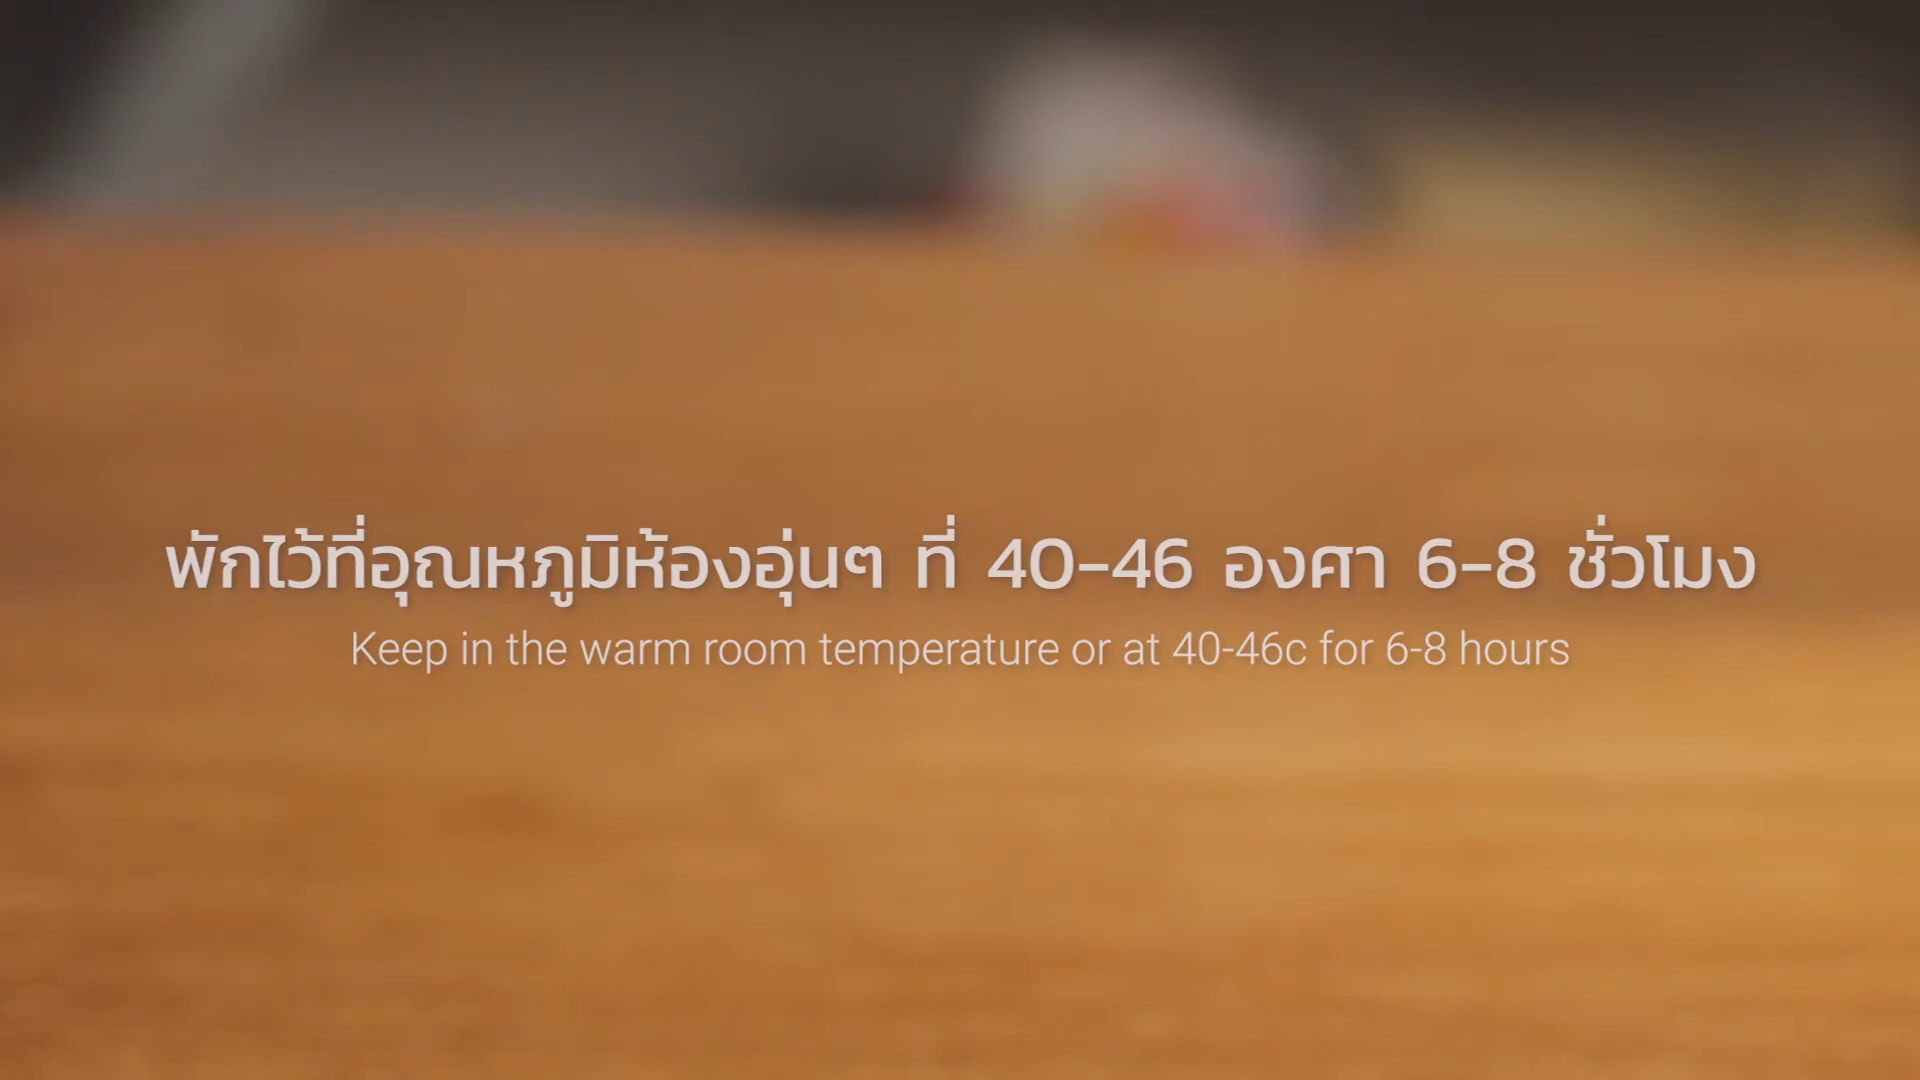 พักไว้ที่อุณหภูมิห้องอุ่นๆ ที่ 40-46 องศา 6-8 ชั่วโมง
Keep in the warm room temperature or at 40-46c for 6-8 hours